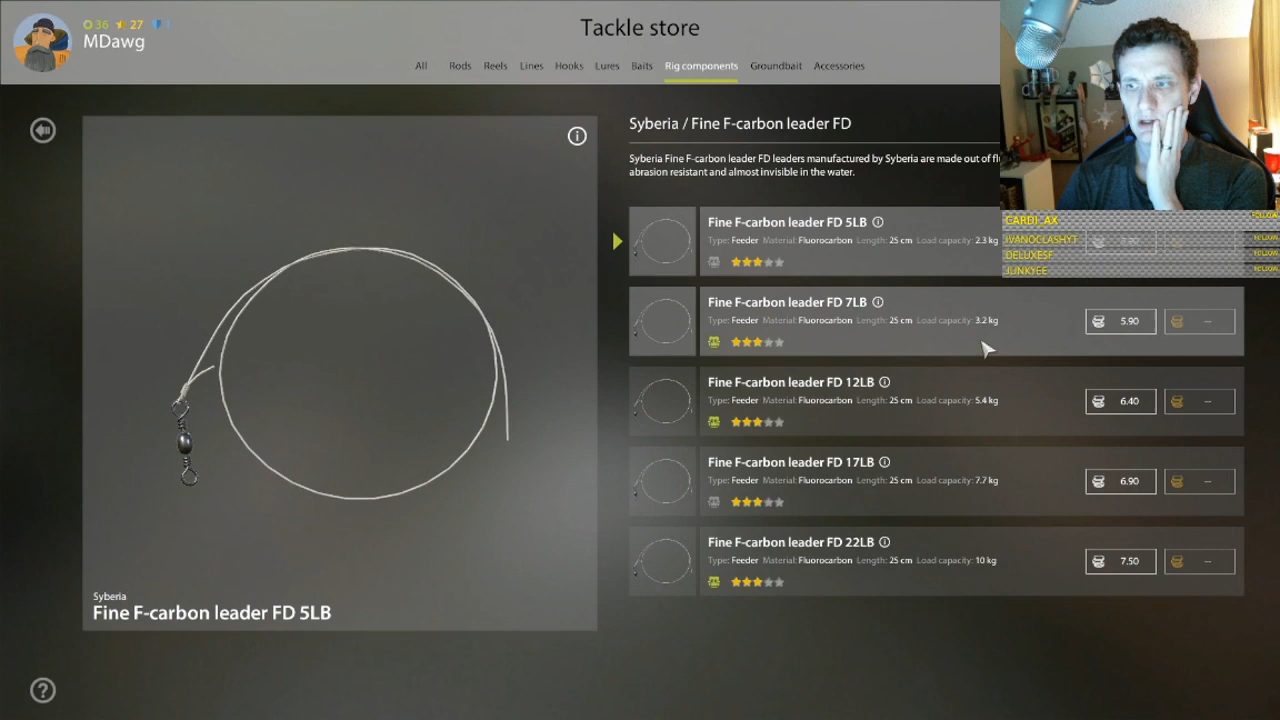 36 27
MDawg
Tackle store
All Rods Reels Lines Hooks Lures Baits Rig components Groundbait Accessories
Syberia / Fine F-carbon leader FD
Syberia Fine F-carbon leader FD leaders manufactured by Syberia are made out of
abrasion resistant and almost invisible in the water.
Fine F-carbon leader FD 5LB
Type: Feeder Material: Fluorocarbon Length: 25 cm Load capacity: 2.3 kg
CARDI_AX FOLLOW
IVANOCLASHYT FOLLOW
DELUXESF FOLLOW
JUNKYEE FOLLOW
Fine F-carbon leader FD 7LB
Type: Feeder Material: Fluorocarbon Length: 25 cm Load capacity: 3.2 kg
5.90 --
Fine F-carbon leader FD 12LB
Type: Feeder Material: Fluorocarbon Length: 25 cm Load capacity: 5.4 kg
6.40 --
Fine F-carbon leader FD 17LB
Type: Feeder Material: Fluorocarbon Length: 25 cm Load capacity: 7.7 kg
6.90 --
Fine F-carbon leader FD 22LB
Type: Feeder Material: Fluorocarbon Length: 25 cm Load capacity: 10 kg
7.50 --
Syberia
Fine F-carbon leader FD 5LB